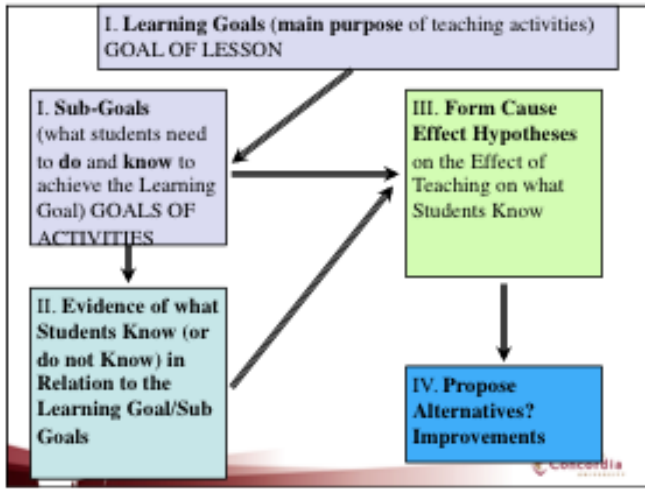 I. Learning Goals (main purpose of teaching activities)
GOAL OF LESSON
I. Sub-Goals
(what students need
to do and know to
achieve the Learning
Goal) GOALS OF
ACTIVITIES
III. Form Cause
Effect Hypotheses
on the Effect of
Teaching on what
Students Know
II. Evidence of what
Students Know (or
do not Know) in
Relation to the
Learning Goal/Sub
Goals
IV. Propose
Alternatives?
Improvements
Concordia
UNIVERSITY